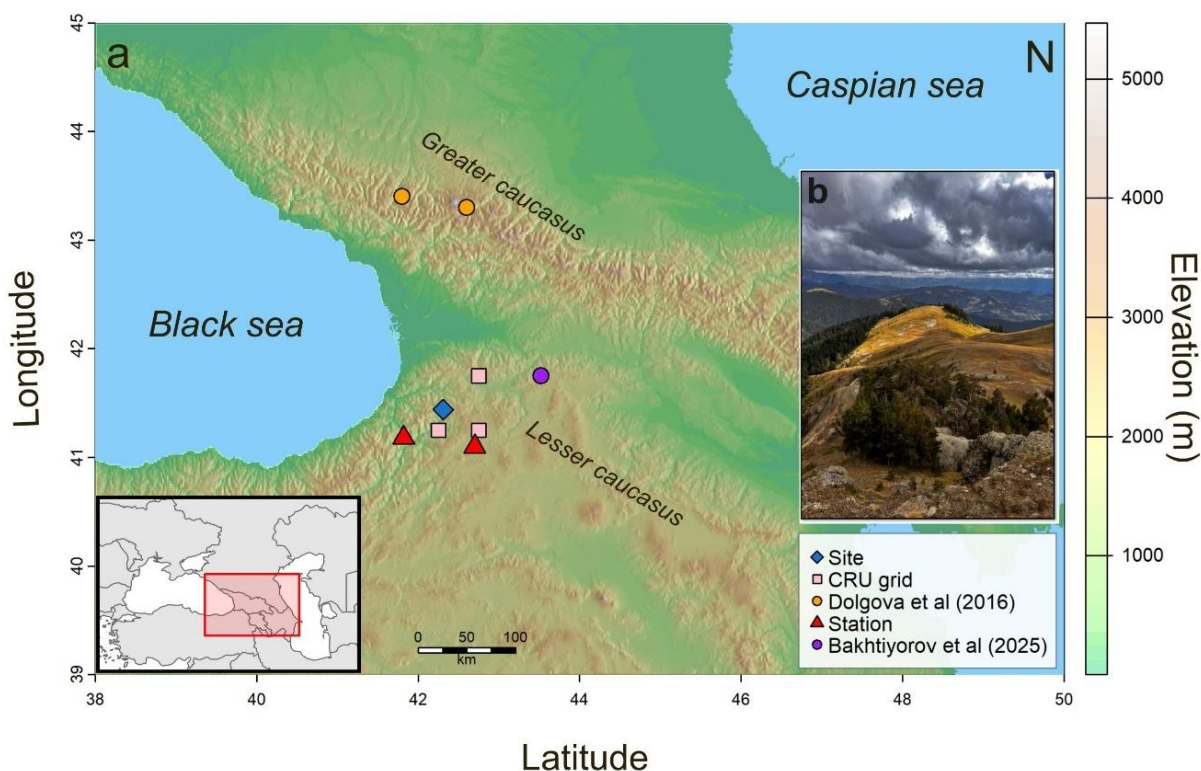 a
N
Caspian sea
Greater caucasus
Black sea
Lesser caucasus
b
Site
CRU grid
Dolgova et al (2016)
Station
Bakhtiyorov et al (2025)
0 50 100
km
45
44
43
42
41
40
39
38 40 42 44 46 48 50
Longitude
Latitude
5000
4000
3000
2000
1000
Elevation (m)